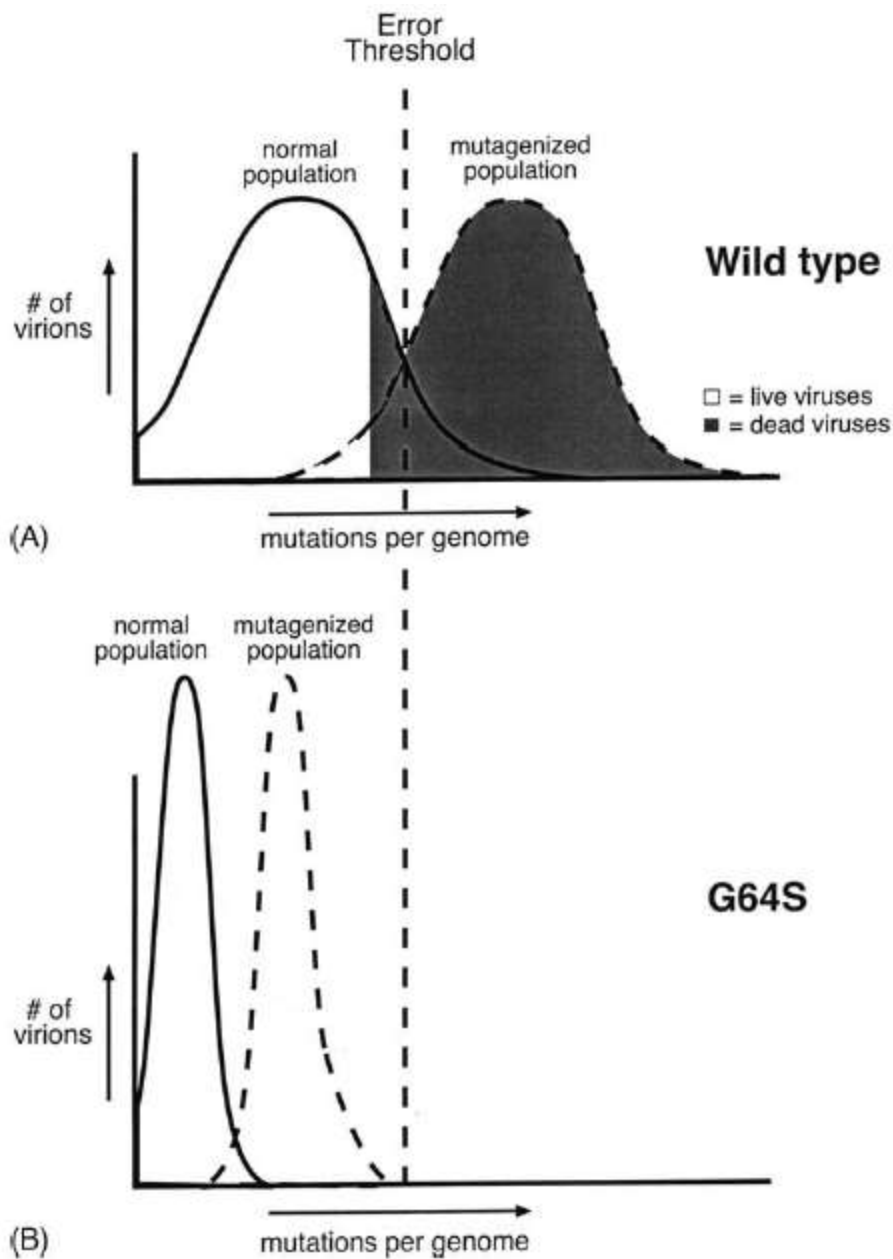 Error
Threshold
normal
population
mutagenized
population
Wild type
# of
virions
□ = live viruses
■ = dead viruses
(A)
mutations per genome
normal
population
mutagenized
population
G64S
# of
virions
(B)
mutations per genome